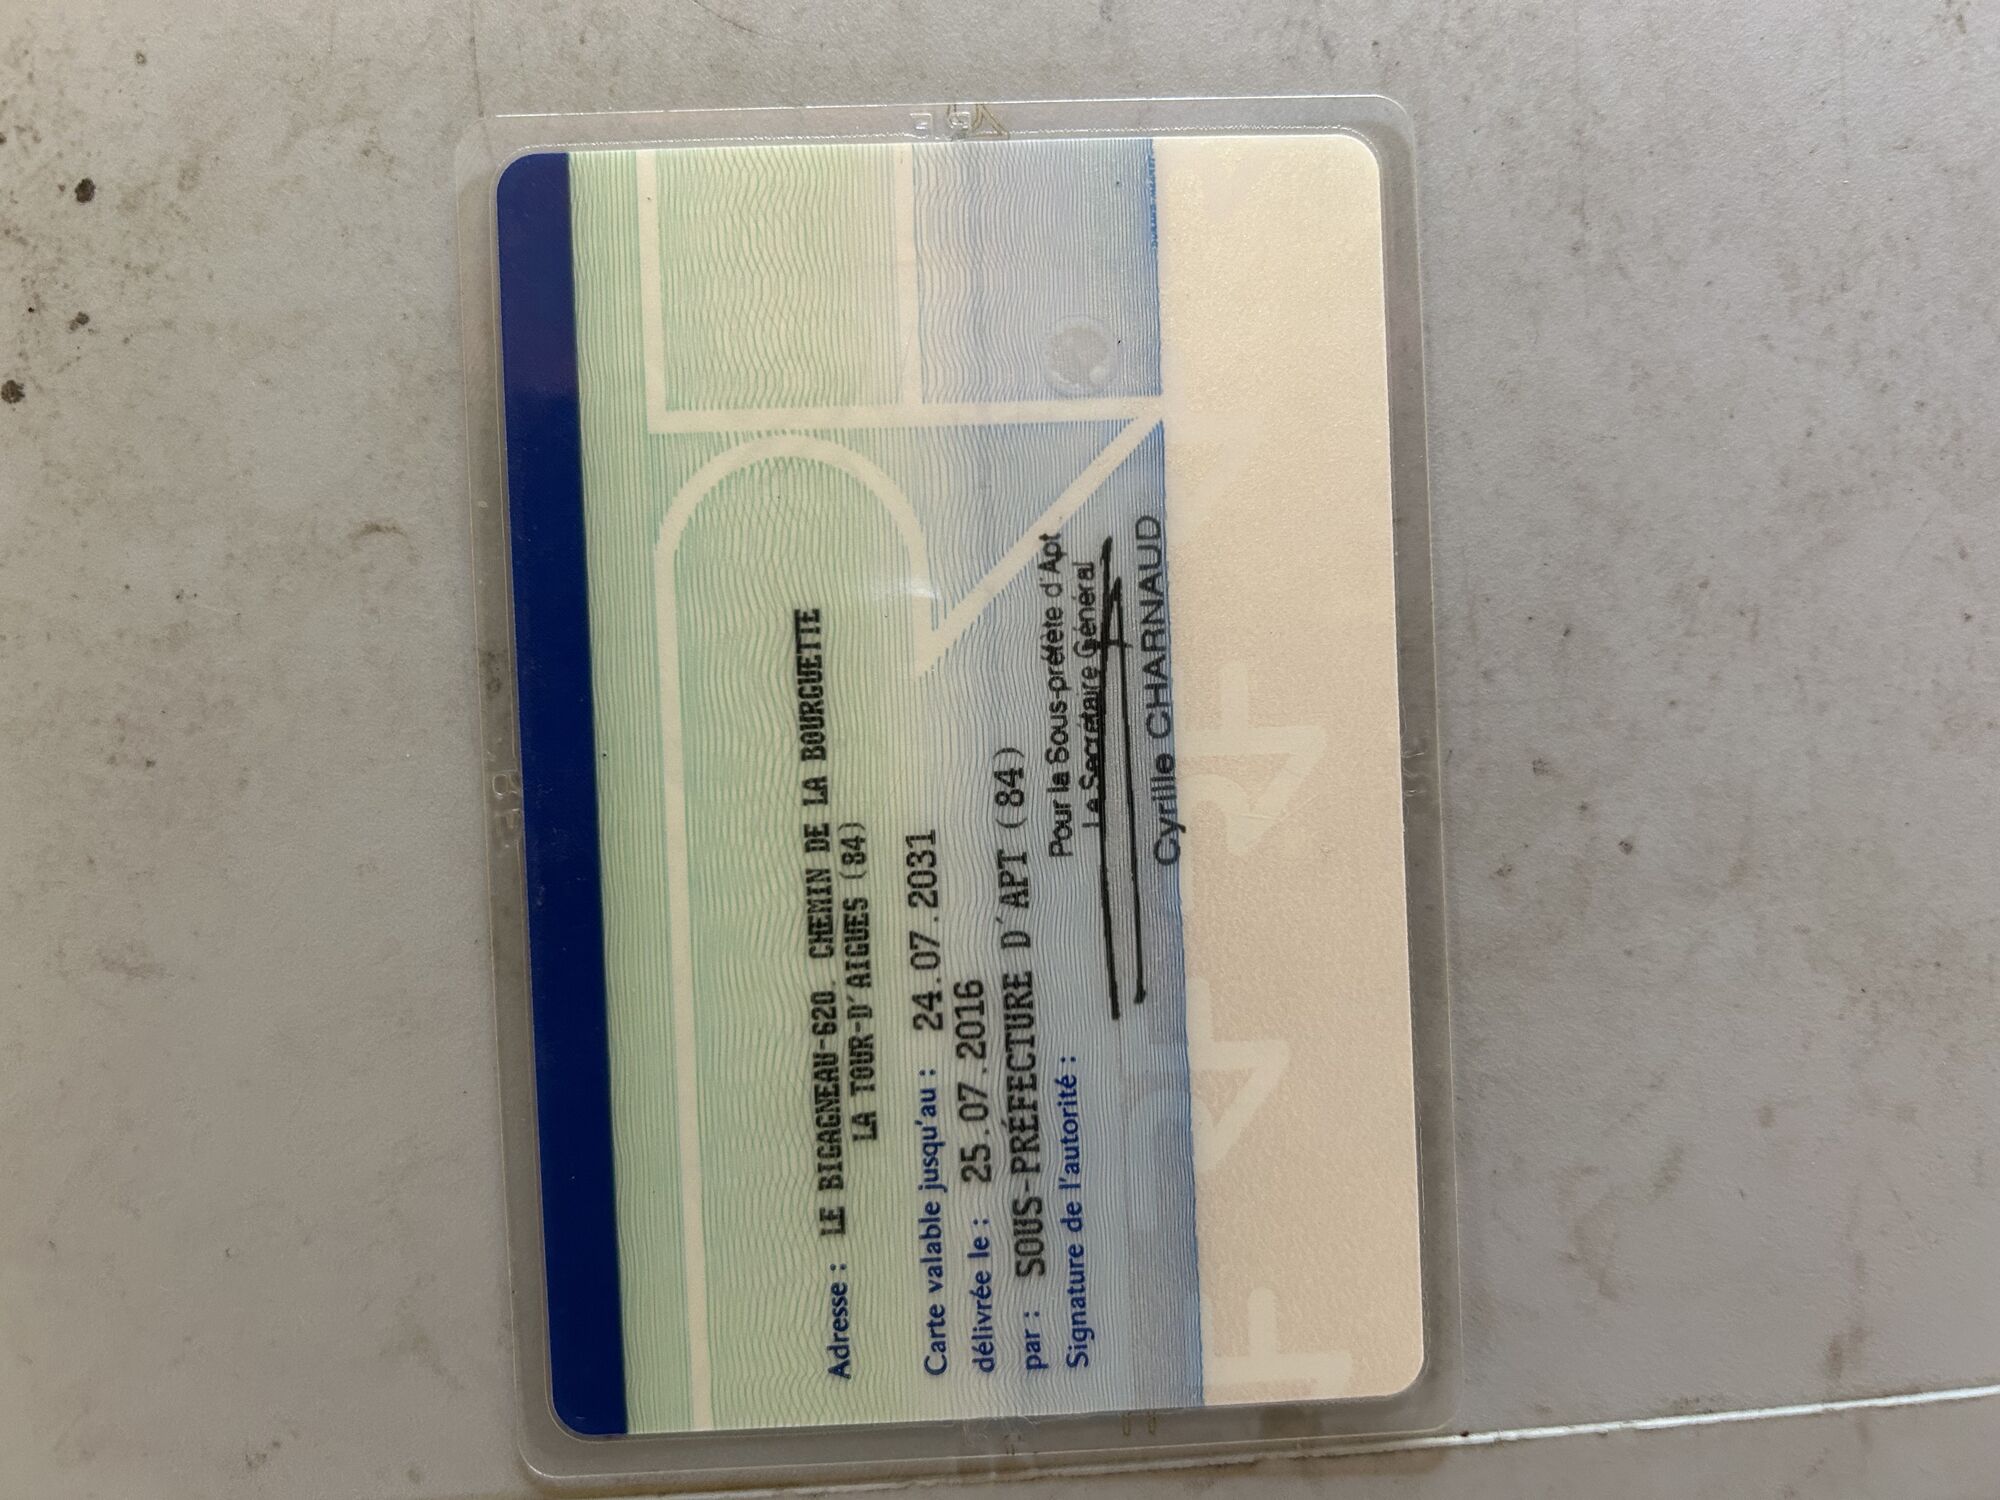 Adresse : LE BIGAGNEAU-620. CHEMIN DE LA BOURGUETTE
LA TOUR-D'AIGUES (84)
Carte valable jusqu'au : 24.07.2031
délivrée le : 25.07.2016
par : SOUS-PRÉFECTURE D'APT (84)
Signature de l'autorité :
Pour la Sous-préfète d'Apt
Le Secrétaire Général
Cyrille CHARNAUD